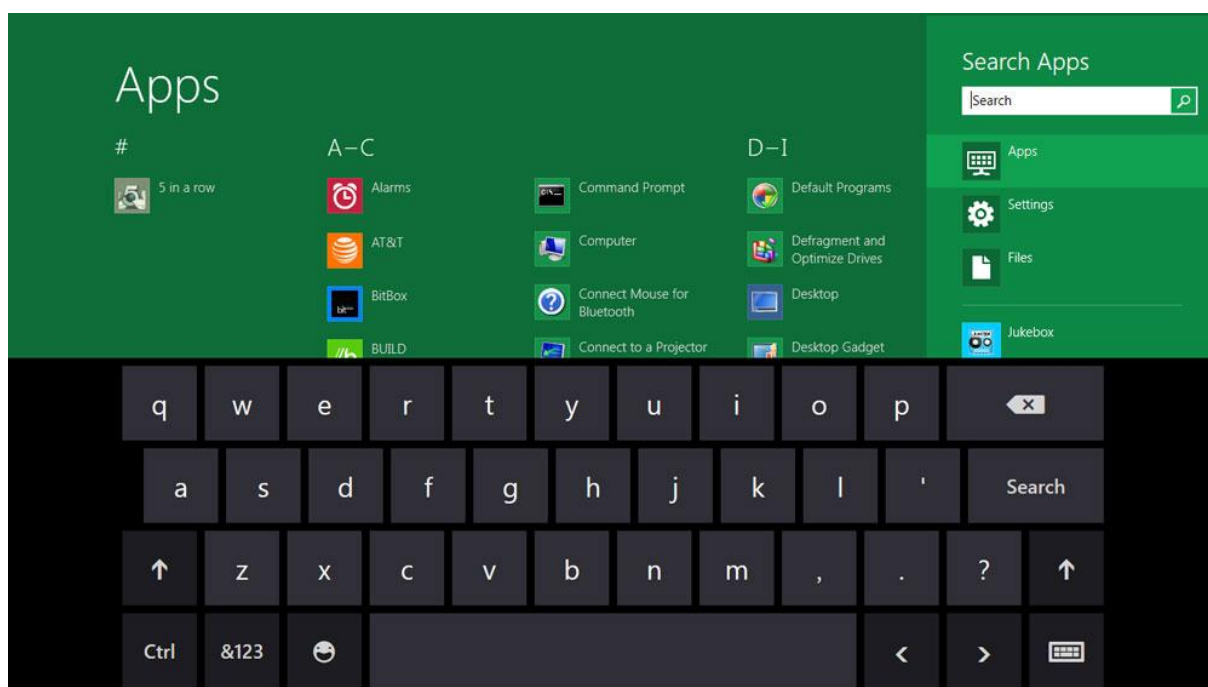 Apps
#
5 in a row
A–C
Alarms
AT&T
BitBox
BUILD
Command Prompt
Computer
Connect Mouse for
Bluetooth
Connect to a Projector
D–I
Default Programs
Defragment and
Optimize Drives
Desktop
Desktop Gadget
Search Apps
Search
Apps
Settings
Files
Jukebox
q w e r t y u i o p
a s d f g h j k l ' Search
z x c v b n m , . ?
Ctrl &123 < >